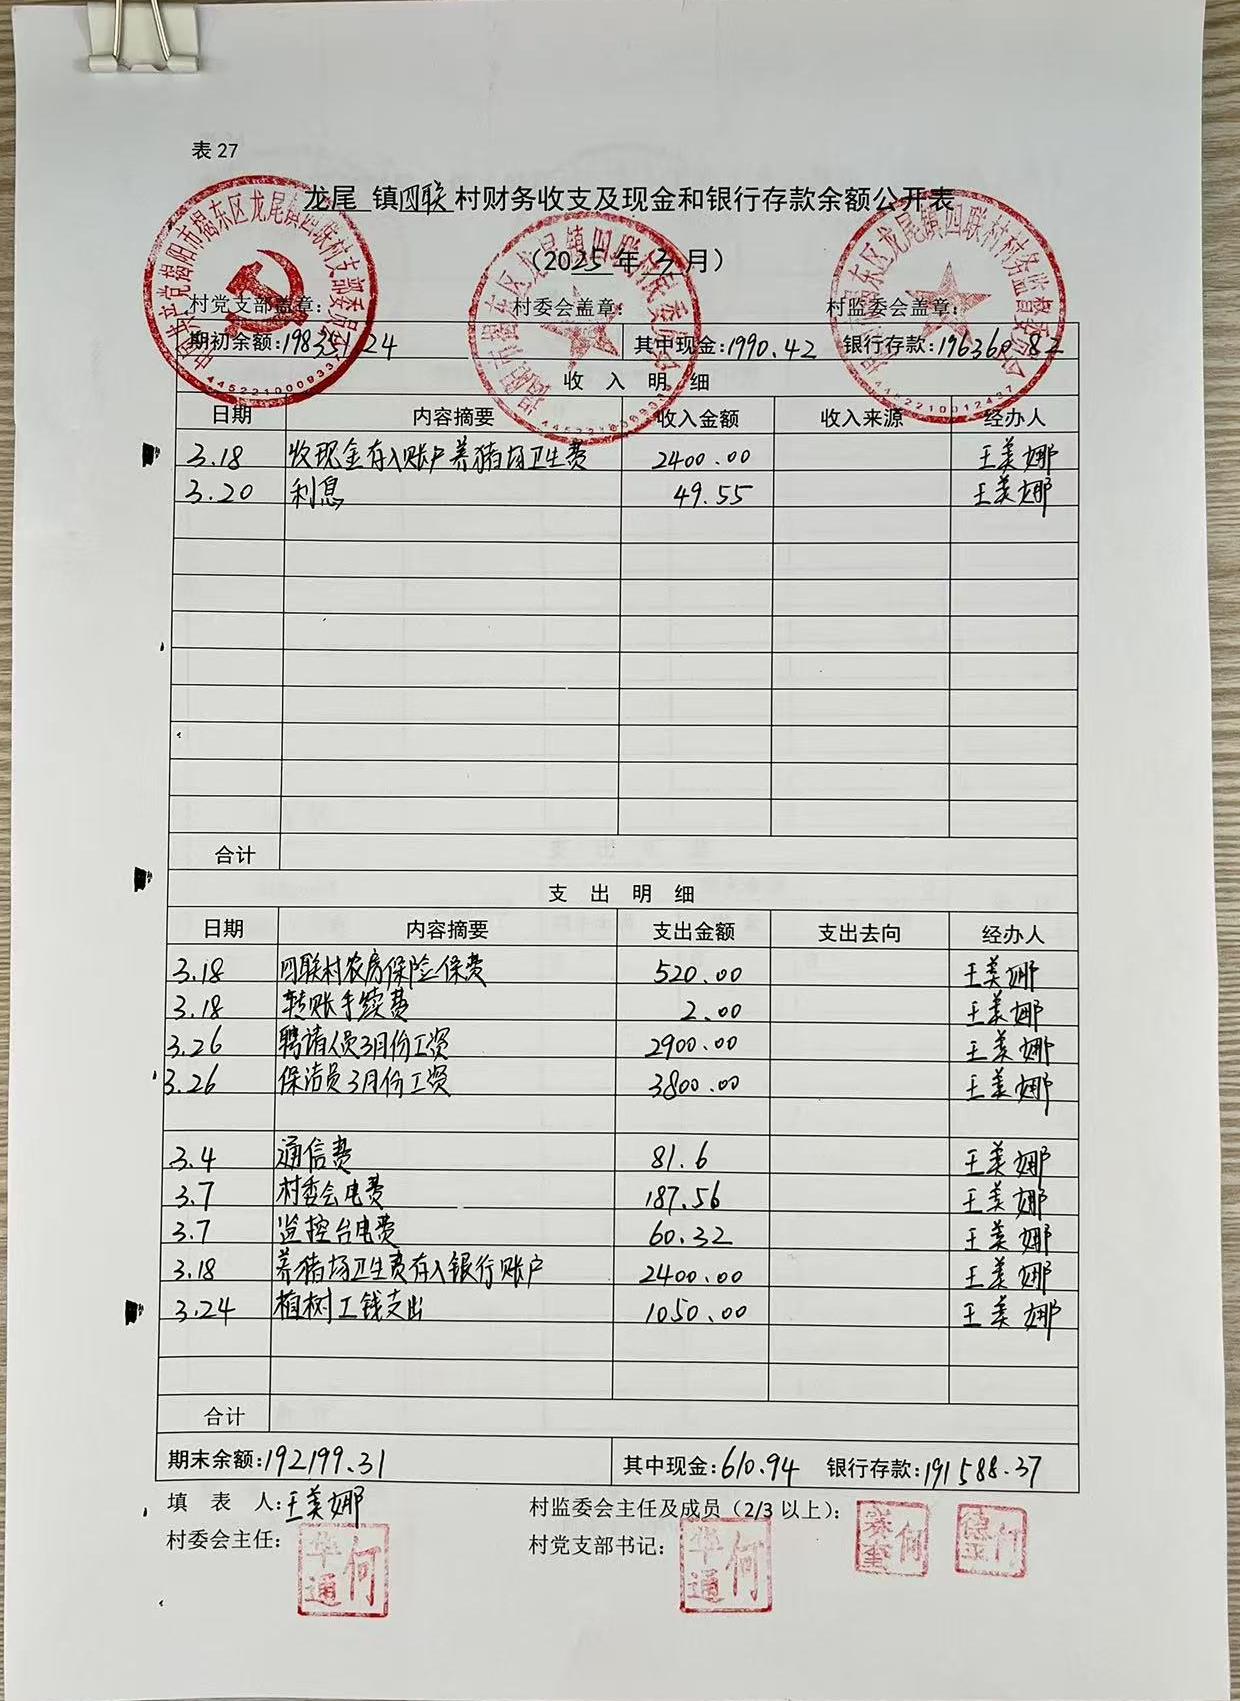 表 27
龙尾 镇四联村财务收支及现金和银行存款余额公开表
（2025 年 3 月）
村党支部盖章： 村委会盖章： 村监委会盖章：
期初余额:198351.24 其中现金:1990.42 银行存款:196360.82
收 入 明 细
日期 内容摘要 收入金额 收入来源 经办人
3.18 收现金存入账户养猪场卫生费 2400.00 王美娜
3.20 利息 49.55 王美娜
合计
支 出 明 细
日期 内容摘要 支出金额 支出去向 经办人
3.18 四联村农房保险保费 520.00 王美娜
3.18 转账手续费 2.00 王美娜
3.26 聘请人员3月份工资 2900.00 王美娜
3.26 保洁员3月份工资 3800.00 王美娜
3.4 通信费 81.6 王美娜
3.7 村委会电费 187.56 王美娜
3.7 监控台电费 60.32 王美娜
3.18 养猪场卫生费存入银行账户 2400.00 王美娜
3.24 植树工钱支出 1050.00 王美娜
合计
期末余额:192199.31 其中现金:610.94 银行存款:191588.37
填 表 人:王美娜 村监委会主任及成员（2/3 以上）：
村委会主任： 村党支部书记：
何华通 何华通